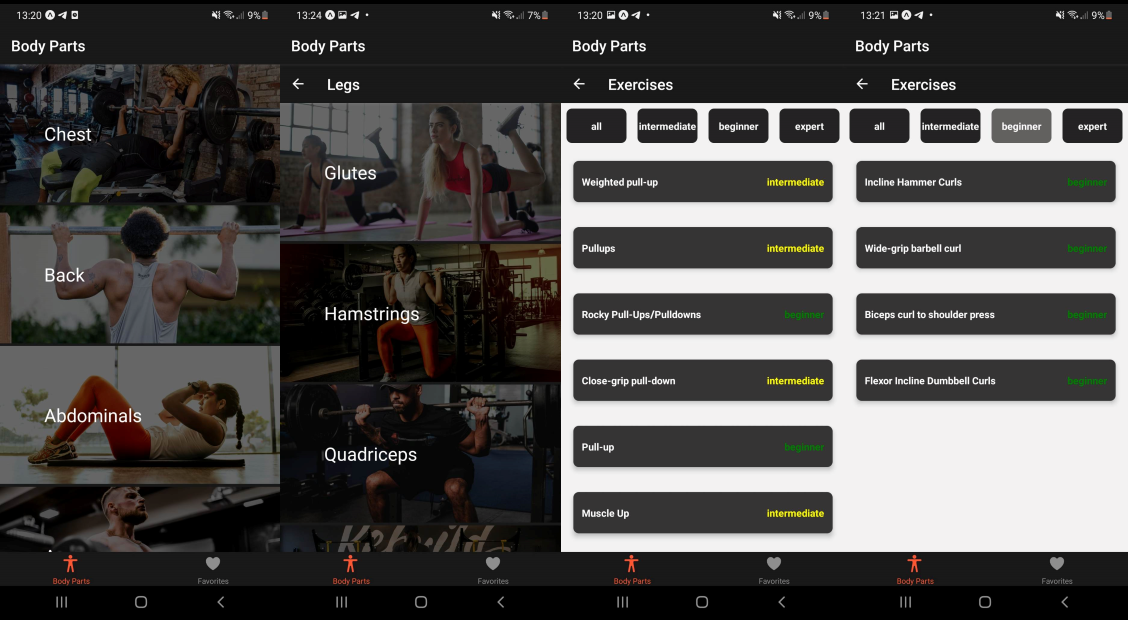 13:20 9%
Body Parts
Chest
Back
Abdominals
Body Parts Favorites
13:24 7%
Body Parts
Legs
Glutes
Hamstrings
Quadriceps
Body Parts Favorites
13:20 9%
Body Parts
Exercises
all intermediate beginner expert
Weighted pull-up intermediate
Pullups intermediate
Rocky Pull-Ups/Pulldowns beginner
Close-grip pull-down intermediate
Pull-up beginner
Muscle Up intermediate
Body Parts Favorites
13:21 9%
Body Parts
Exercises
all intermediate beginner expert
Incline Hammer Curls beginner
Wide-grip barbell curl beginner
Biceps curl to shoulder press beginner
Flexor Incline Dumbbell Curls beginner
Body Parts Favorites